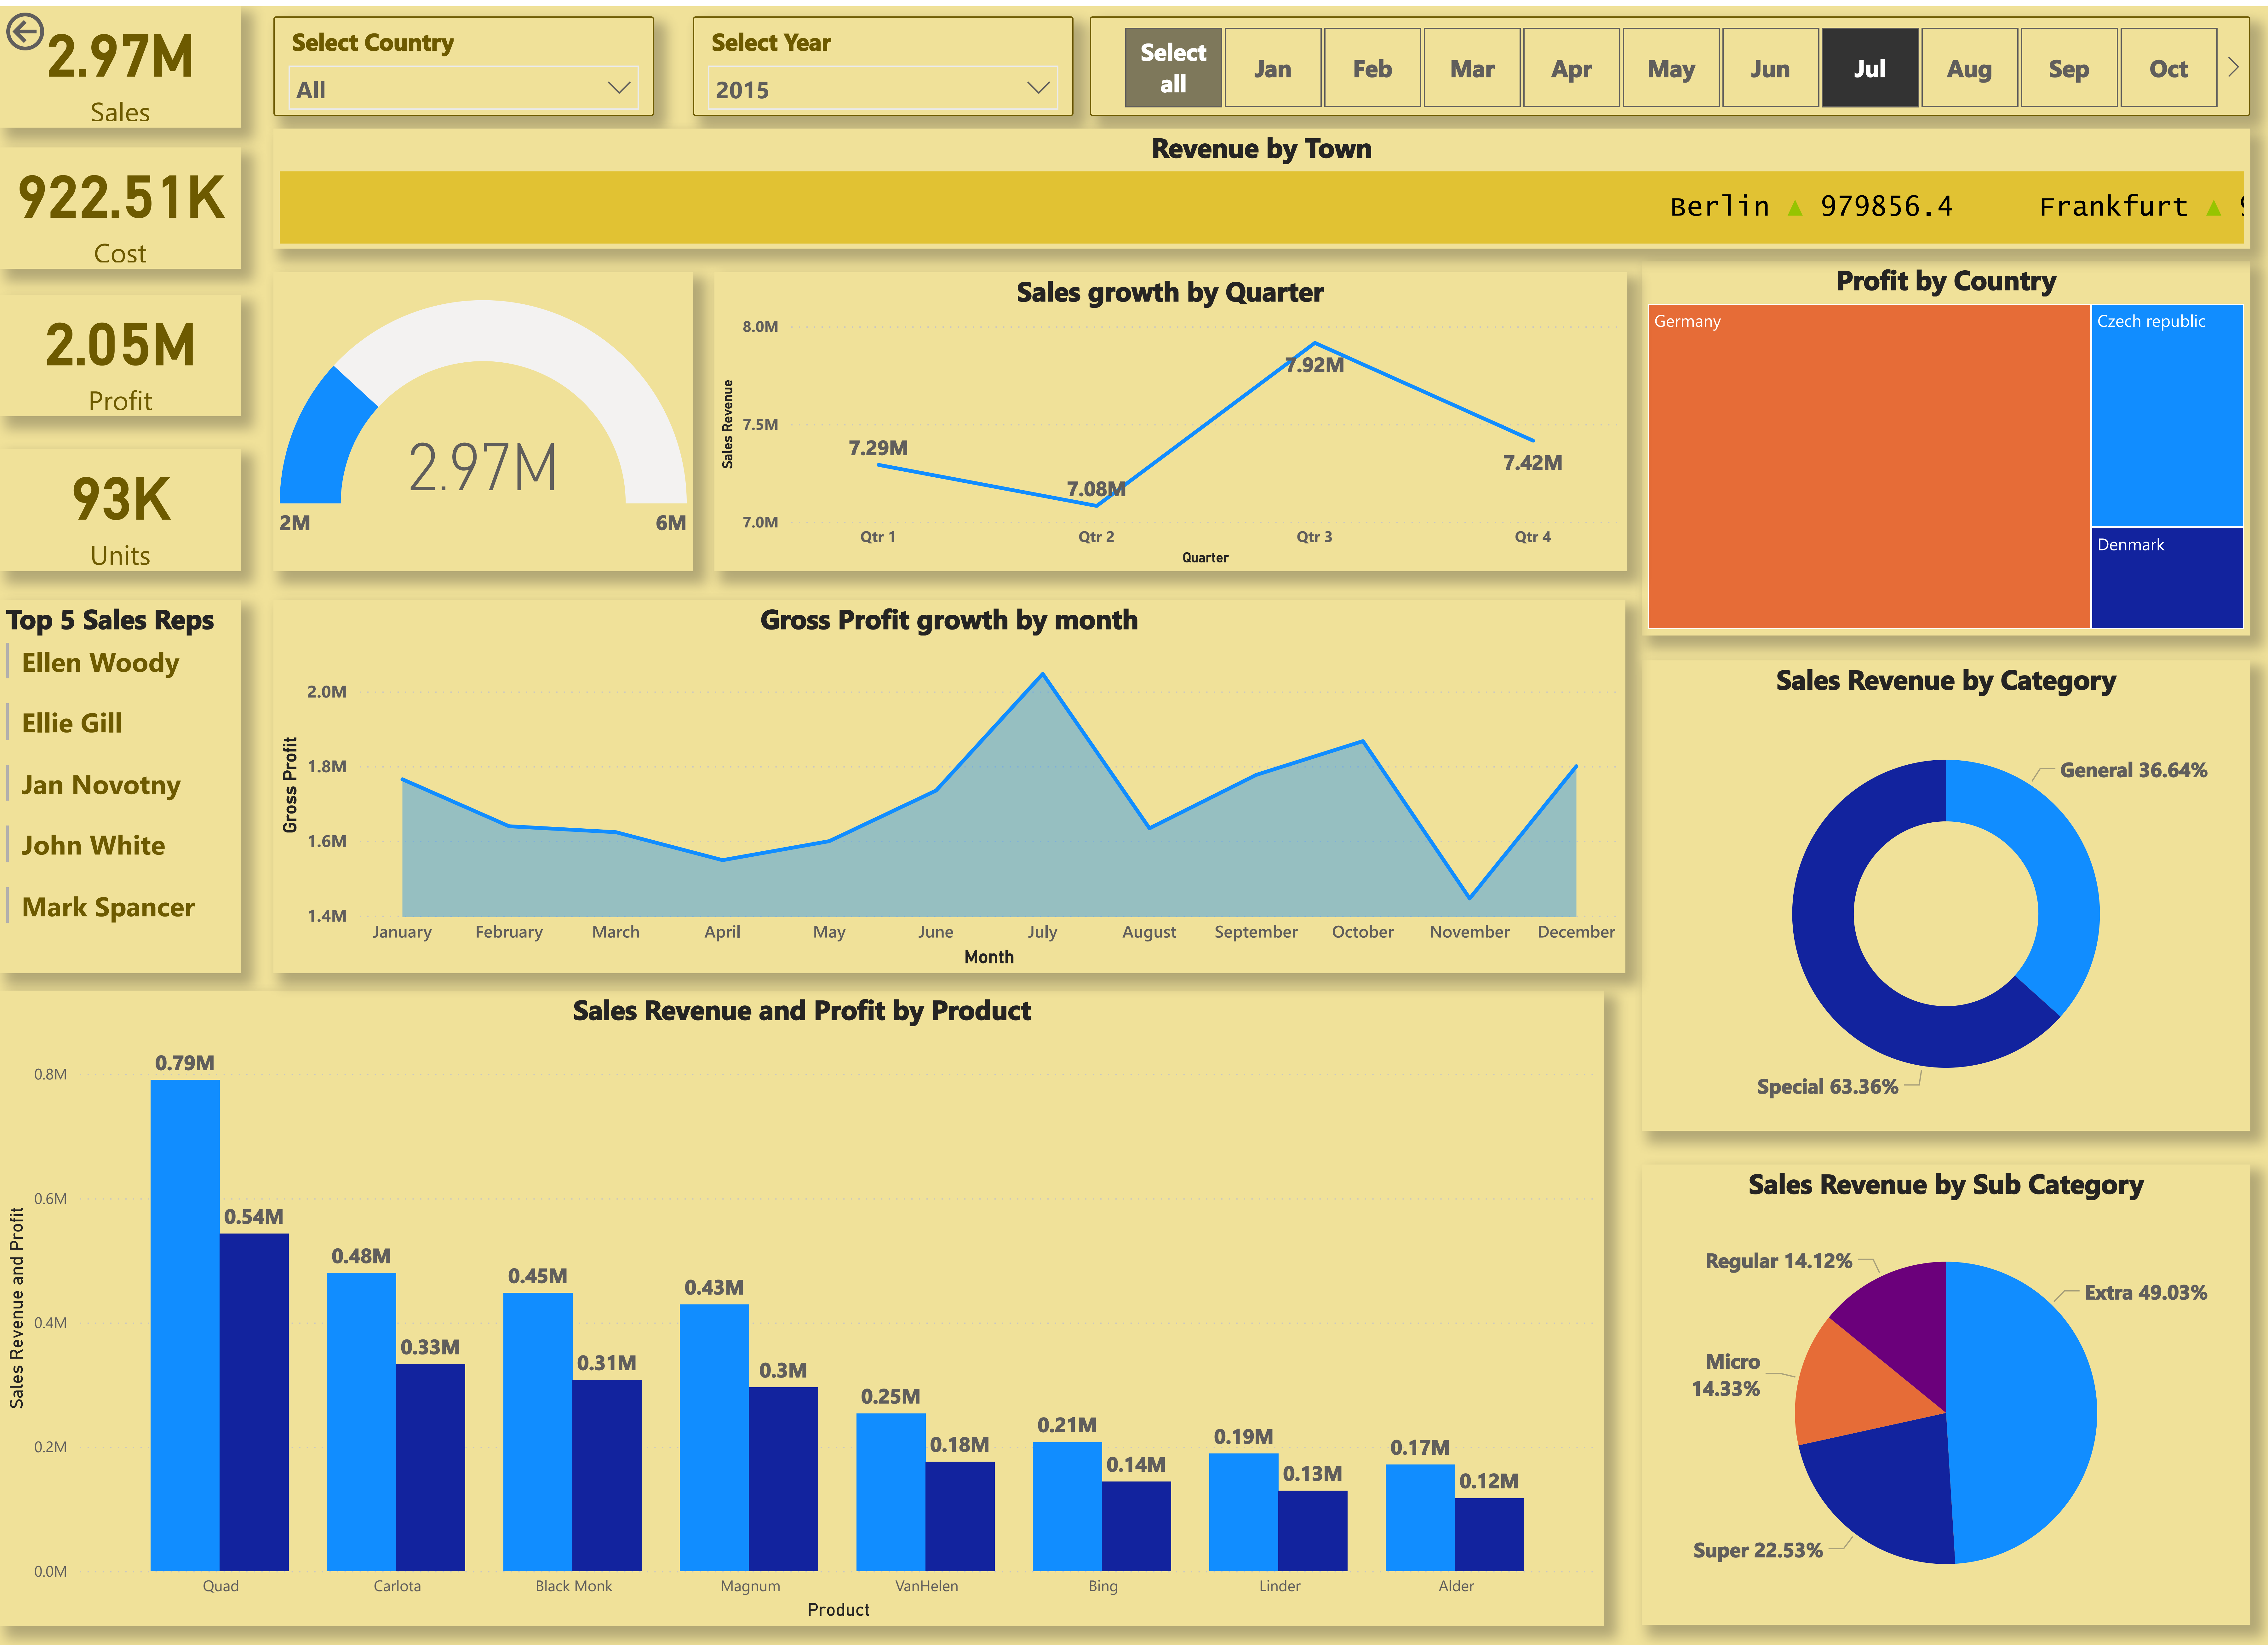 2.97M
Sales
922.51K
Cost
2.05M
Profit
93K
Units
Select Country
All
Select Year
2015
Select
all
Jan
Feb
Mar
Apr
May
Jun
Jul
Aug
Sep
Oct
Revenue by Town
Berlin ▲ 979856.4 Frankfurt ▲
2.97M
2M
6M
Sales growth by Quarter
Sales Revenue
8.0M
7.5M
7.0M
7.29M
7.08M
7.92M
7.42M
Qtr 1
Qtr 2
Qtr 3
Qtr 4
Quarter
Profit by Country
Germany
Czech republic
Denmark
Top 5 Sales Reps
Ellen Woody
Ellie Gill
Jan Novotny
John White
Mark Spancer
Gross Profit growth by month
Gross Profit
2.0M
1.8M
1.6M
1.4M
January
February
March
April
May
June
July
August
September
October
November
December
Month
Sales Revenue by Category
General 36.64%
Special 63.36%
Sales Revenue and Profit by Product
Sales Revenue and Profit
0.8M
0.6M
0.4M
0.2M
0.0M
0.79M
0.54M
0.48M
0.33M
0.45M
0.31M
0.43M
0.3M
0.25M
0.18M
0.21M
0.14M
0.19M
0.13M
0.17M
0.12M
Quad
Carlota
Black Monk
Magnum
VanHelen
Bing
Linder
Alder
Product
Sales Revenue by Sub Category
Regular 14.12%
Extra 49.03%
Micro
14.33%
Super 22.53%